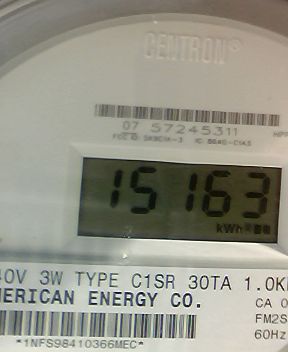 CENTRON®
07 57245311
15163
kWh
40V 3W TYPE C1SR 30TA 1.0K
MERICAN ENERGY CO.
CA 0
FM2S
60Hz
*1NFS98410366MEC*